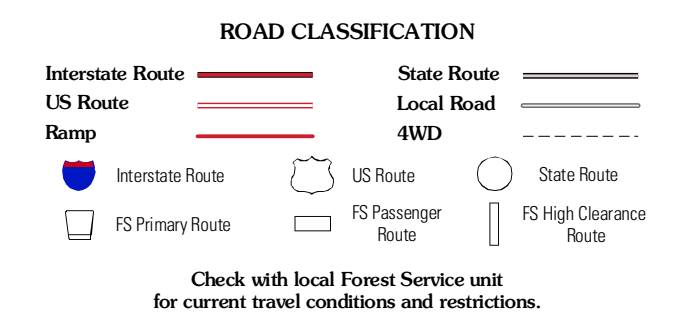 ROAD CLASSIFICATION
Interstate Route
State Route
US Route
Local Road
Ramp
4WD
Interstate Route
US Route
State Route
FS Primary Route
FS Passenger
Route
FS High Clearance
Route
Check with local Forest Service unit
for current travel conditions and restrictions.